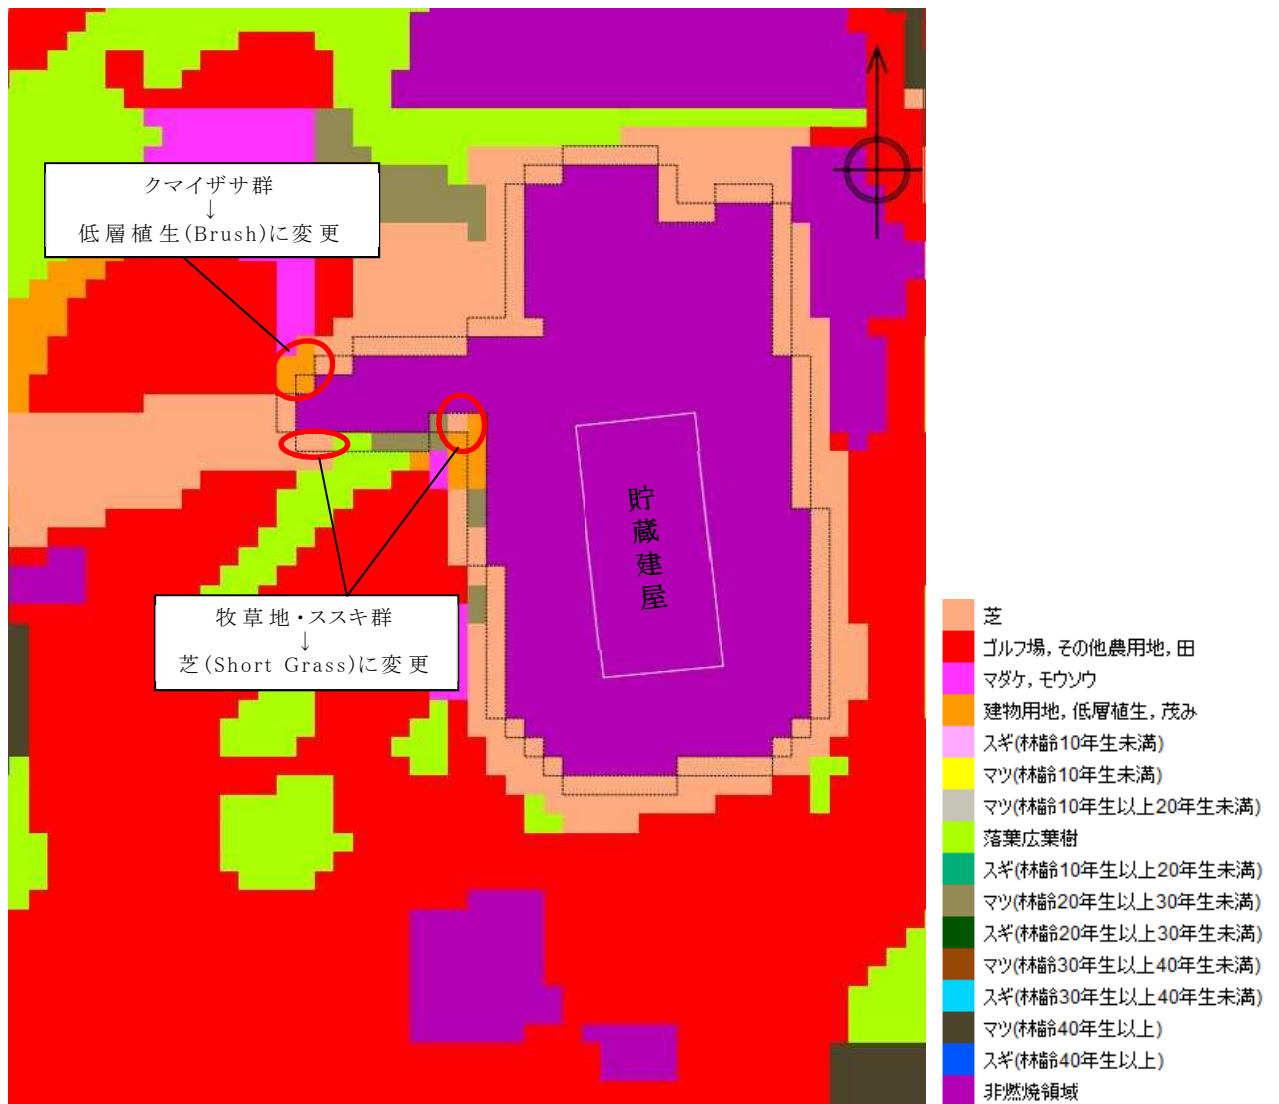 クマイザサ群
↓
低層植生(Brush)に変更
貯蔵建屋
牧草地・ススキ群
↓
芝(Short Grass)に変更
芝
ゴルフ場, その他農用地, 田
マダケ, モウソウ
建物用地, 低層植生, 茂み
スギ(林齢10年生未満)
マツ(林齢10年生未満)
マツ(林齢10年生以上20年生未満)
落葉広葉樹
スギ(林齢10年生以上20年生未満)
マツ(林齢20年生以上30年生未満)
スギ(林齢20年生以上30年生未満)
マツ(林齢30年生以上40年生未満)
スギ(林齢30年生以上40年生未満)
マツ(林齢40年生以上)
スギ(林齢40年生以上)
非燃焼領域